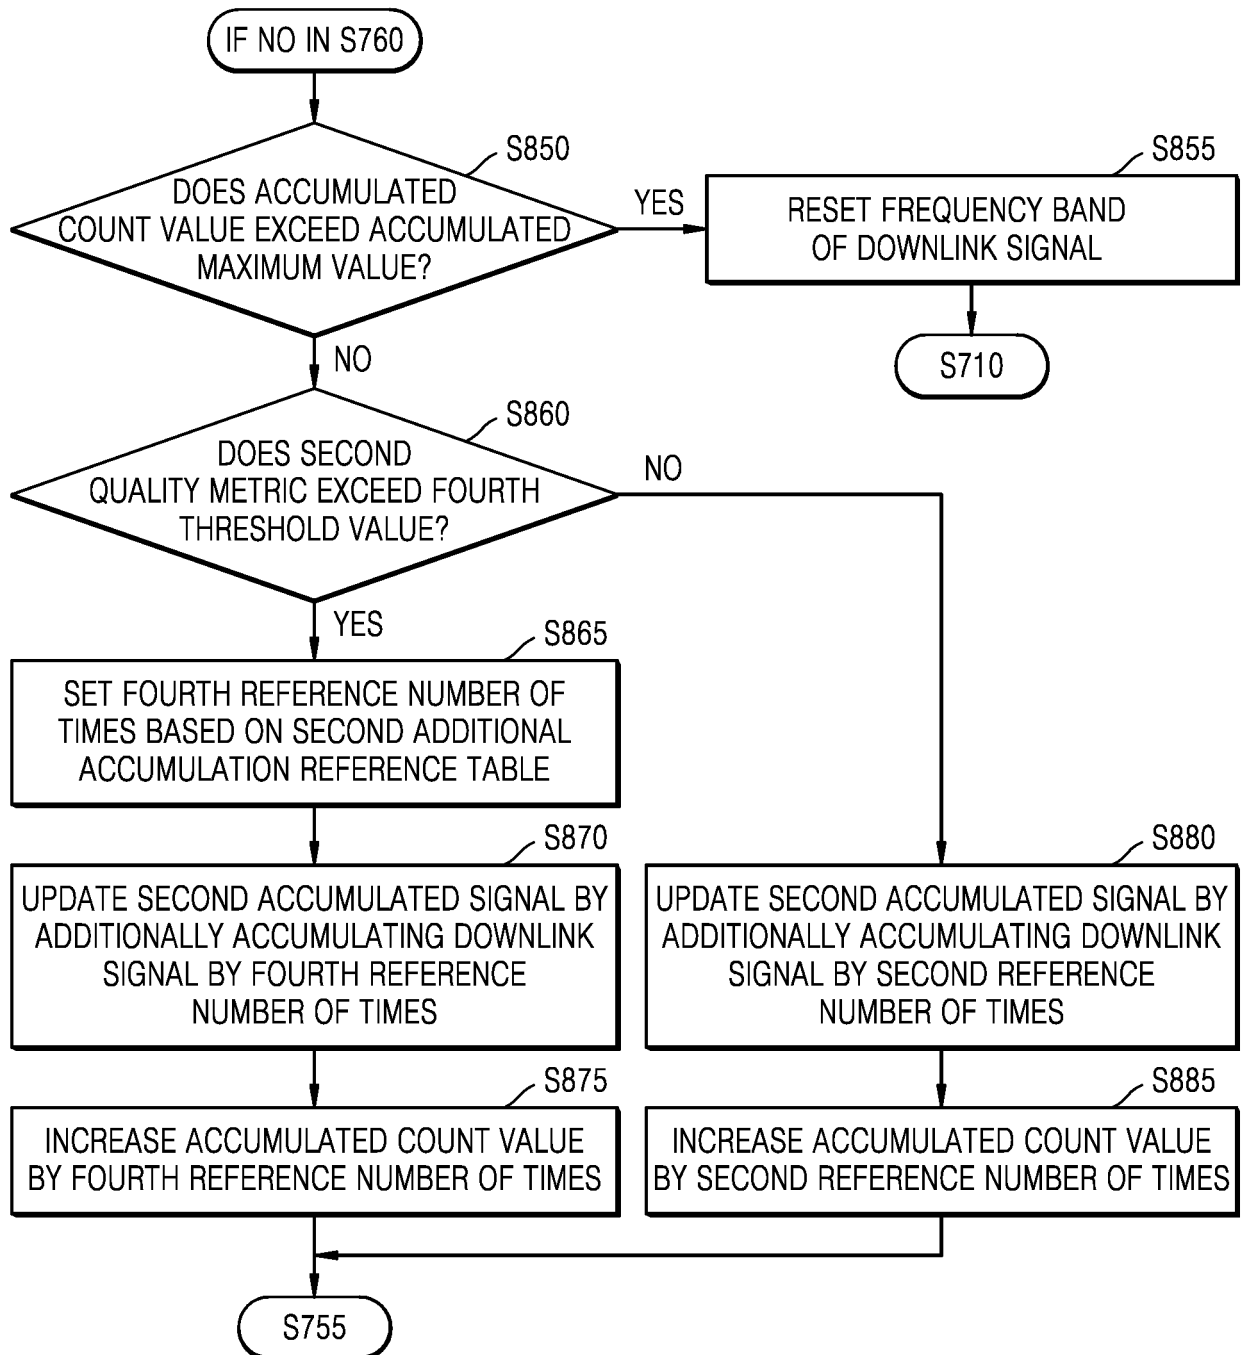 IF NO IN S760
S850
DOES ACCUMULATED
COUNT VALUE EXCEED ACCUMULATED
MAXIMUM VALUE?
YES
S855
RESET FREQUENCY BAND
OF DOWNLINK SIGNAL
S710
NO
S860
DOES SECOND
QUALITY METRIC EXCEED FOURTH
THRESHOLD VALUE?
NO
YES
S865
SET FOURTH REFERENCE NUMBER OF
TIMES BASED ON SECOND ADDITIONAL
ACCUMULATION REFERENCE TABLE
S870
UPDATE SECOND ACCUMULATED SIGNAL BY
ADDITIONALLY ACCUMULATING DOWNLINK
SIGNAL BY FOURTH REFERENCE
NUMBER OF TIMES
S880
UPDATE SECOND ACCUMULATED SIGNAL BY
ADDITIONALLY ACCUMULATING DOWNLINK
SIGNAL BY SECOND REFERENCE
NUMBER OF TIMES
S875
INCREASE ACCUMULATED COUNT VALUE
BY FOURTH REFERENCE NUMBER OF TIMES
S885
INCREASE ACCUMULATED COUNT VALUE
BY SECOND REFERENCE NUMBER OF TIMES
S755